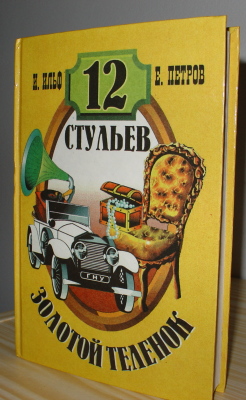 И. ИЛЬФ
12
Е. ПЕТРОВ
СТУЛЬЕВ
ГНУ
ЗОЛОТОЙ ТЕЛЕНОК